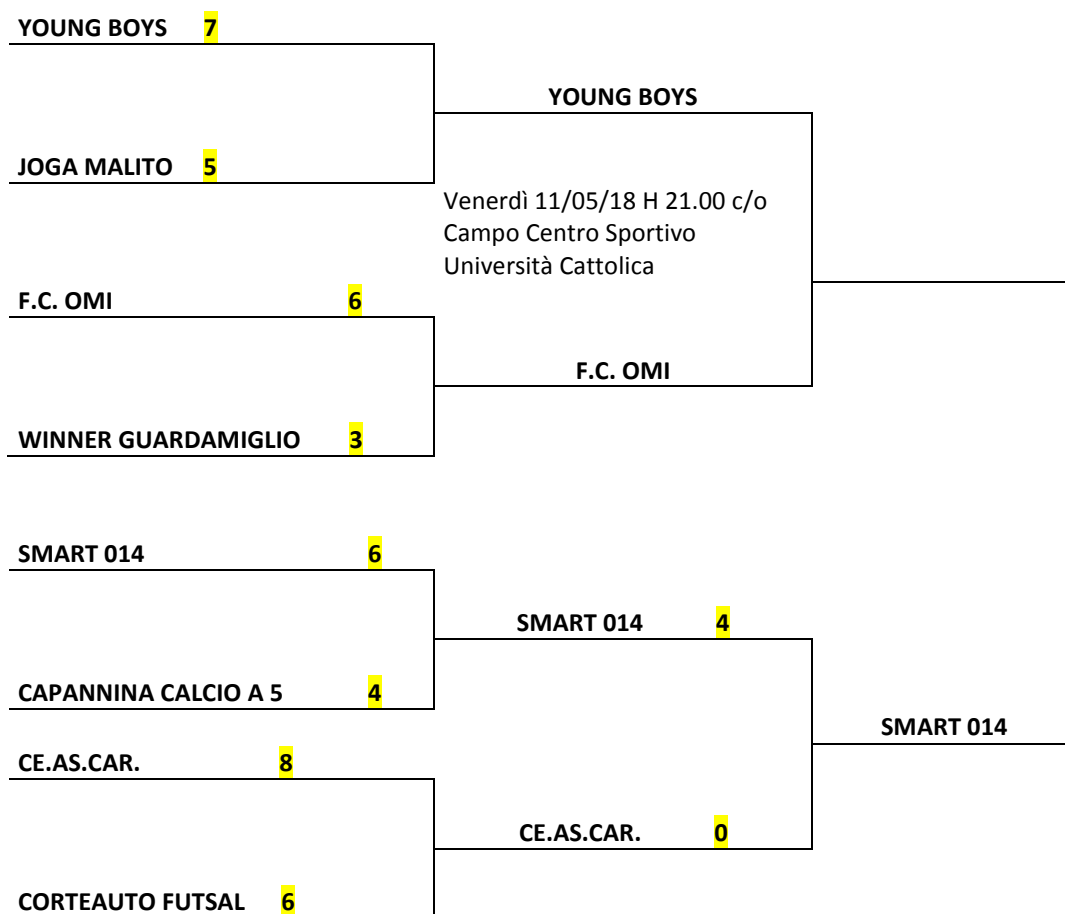 YOUNG BOYS 7
YOUNG BOYS
JOGA MALITO 5
Venerdì 11/05/18 H 21.00 c/o
Campo Centro Sportivo
Università Cattolica
F.C. OMI 6
F.C. OMI
WINNER GUARDAMIGLIO 3
SMART 014 6
SMART 014 4
CAPANNINA CALCIO A 5 4
SMART 014
CE.AS.CAR. 8
CE.AS.CAR. 0
CORTEAUTO FUTSAL 6